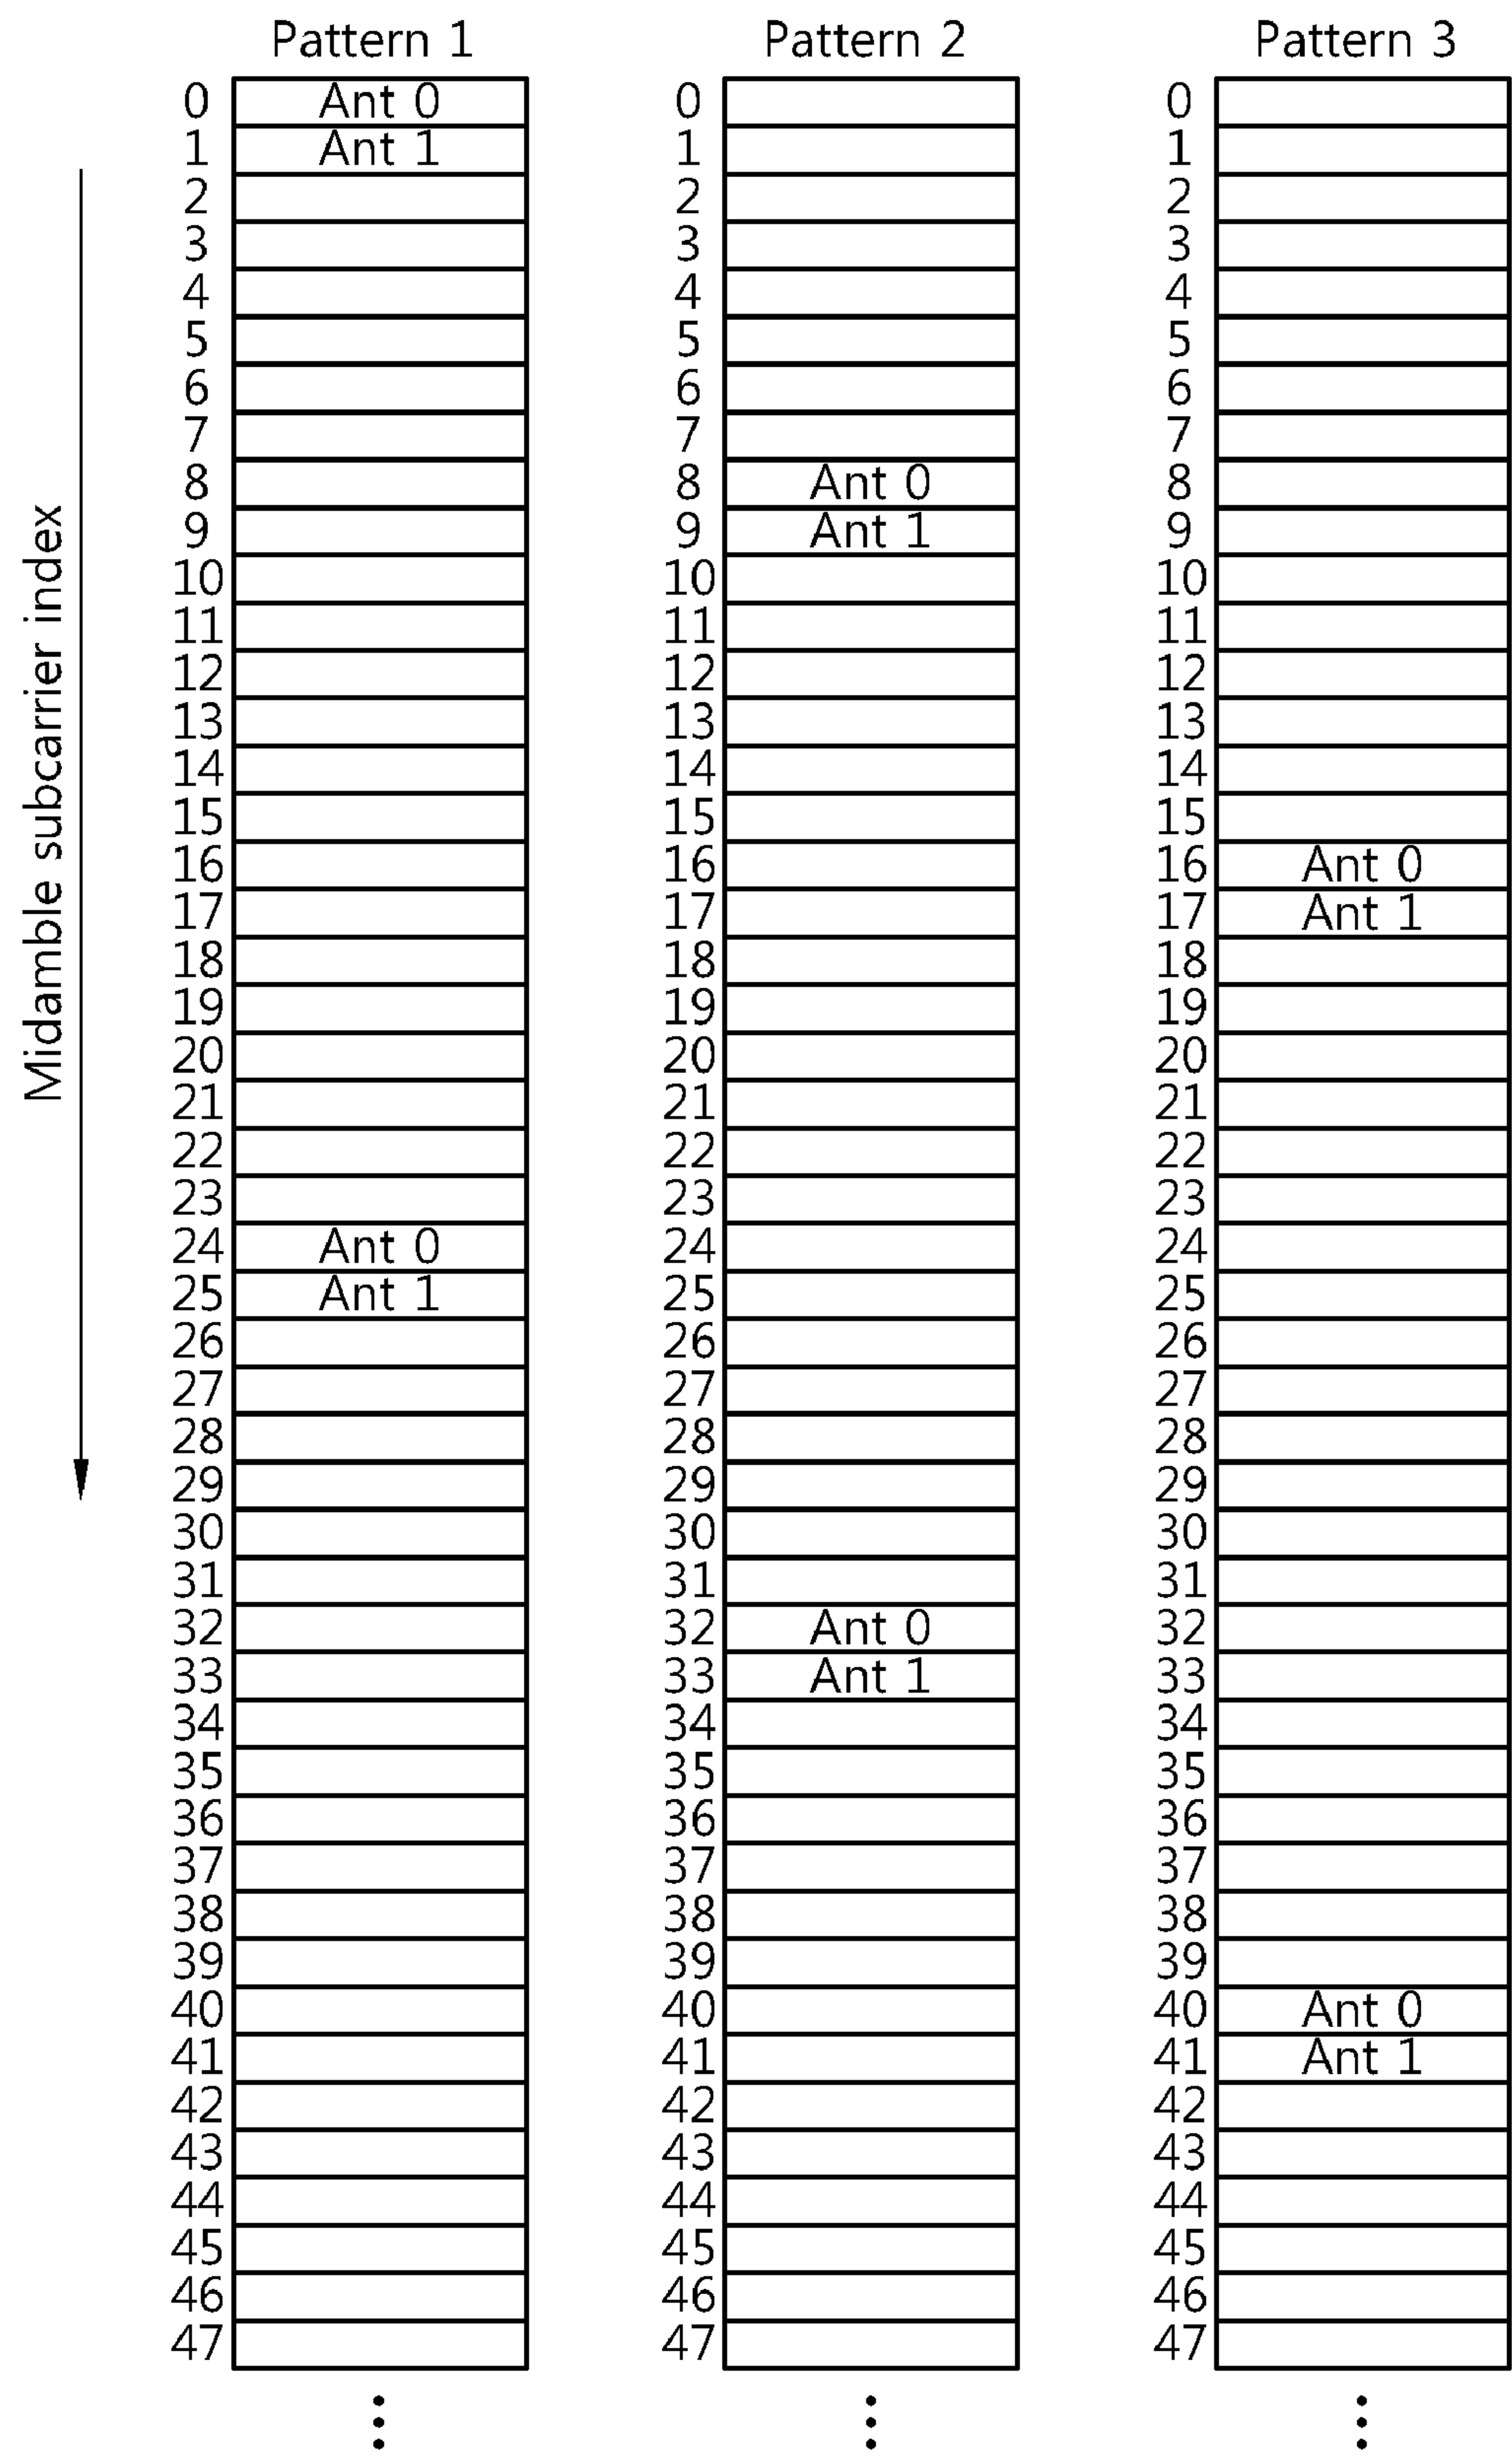 Pattern 1 Pattern 2 Pattern 3
0 Ant 0 0 0
1 Ant 1 1 1
2 2 2
3 3 3
4 4 4
5 5 5
6 6 6
7 7 7
8 8 Ant 0 8
9 9 Ant 1 9
10 10 10
11 11 11
12 12 12
13 13 13
14 14 14
15 15 15
16 16 16 Ant 0
17 17 17 Ant 1
18 18 18
19 19 19
20 20 20
21 21 21
22 22 22
23 23 23
24 Ant 0 24 24
25 Ant 1 25 25
26 26 26
27 27 27
28 28 28
29 29 29
30 30 30
31 31 31
32 32 Ant 0 32
33 33 Ant 1 33
34 34 34
35 35 35
36 36 36
37 37 37
38 38 38
39 39 39
40 40 40 Ant 0
41 41 41 Ant 1
42 42 42
43 43 43
44 44 44
45 45 45
46 46 46
47 47 47
Midamble subcarrier index